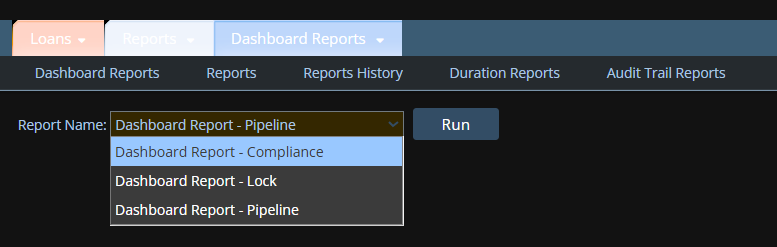 Loans Reports Dashboard Reports
Dashboard Reports Reports Reports History Duration Reports Audit Trail Reports
Report Name: Dashboard Report - Pipeline Run
Dashboard Report - Compliance
Dashboard Report - Lock
Dashboard Report - Pipeline